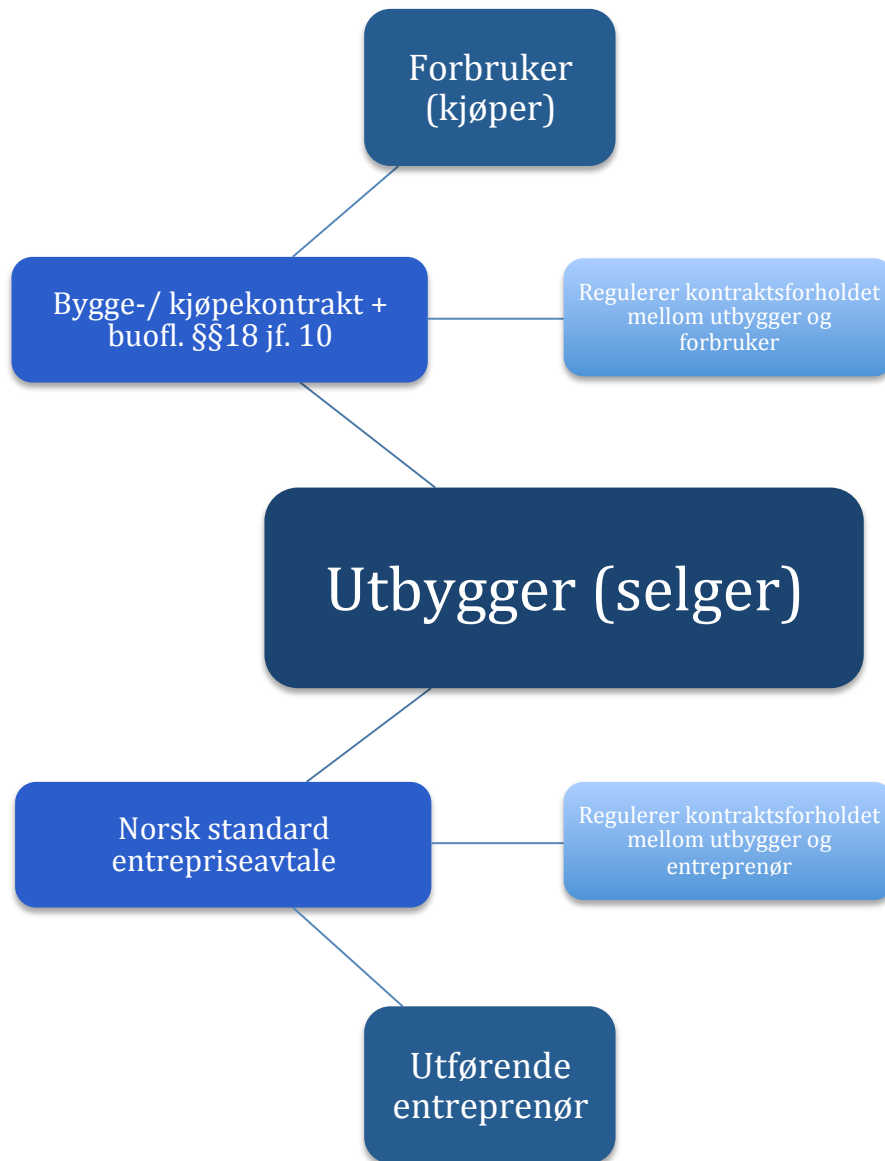 Forbruker
(kjøper)
Bygge-/ kjøpekontrakt +
buofl. §§18 jf. 10
Regulerer kontraktsforholdet
mellom utbygger og
forbruker
Utbygger (selger)
Norsk standard
entrepriseavtale
Regulerer kontraktsforholdet
mellom utbygger og
entreprenør
Utførende
entreprenør